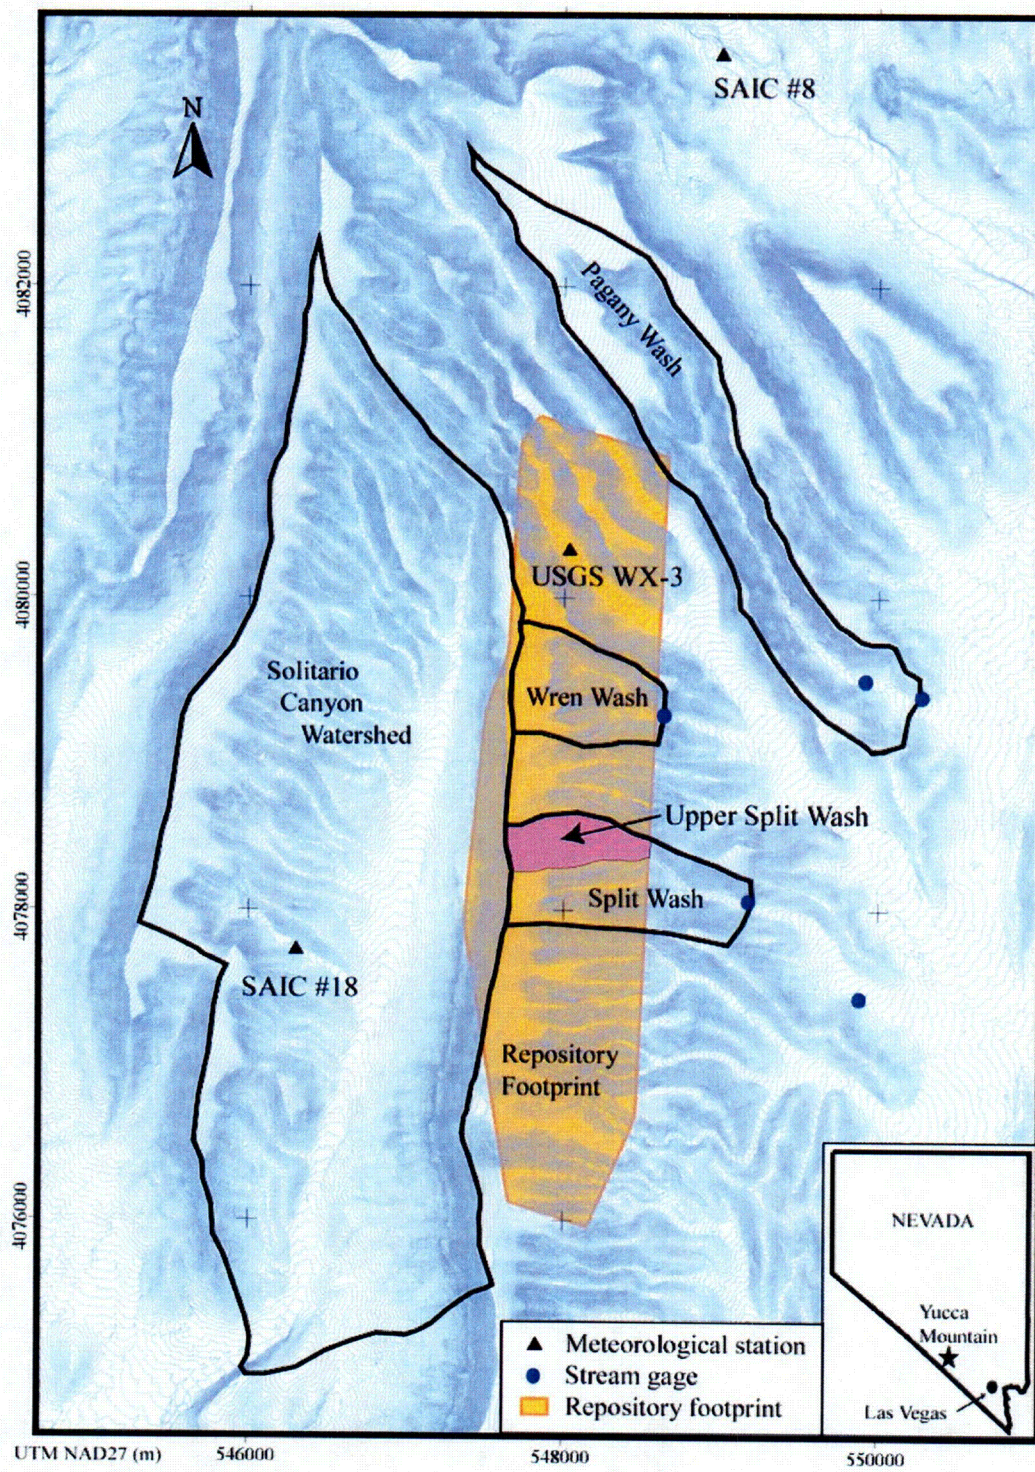 SAIC #8
N
4082000
Pagany Wash
USGS WX-3
4080000
Solitario
Canyon
Watershed
Wren Wash
Upper Split Wash
Split Wash
4078000
SAIC #18
Repository
Footprint
4076000
NEVADA
Yucca
Mountain
Las Vegas
Meteorological station
Stream gage
Repository footprint
UTM NAD27 (m)
546000
548000
550000